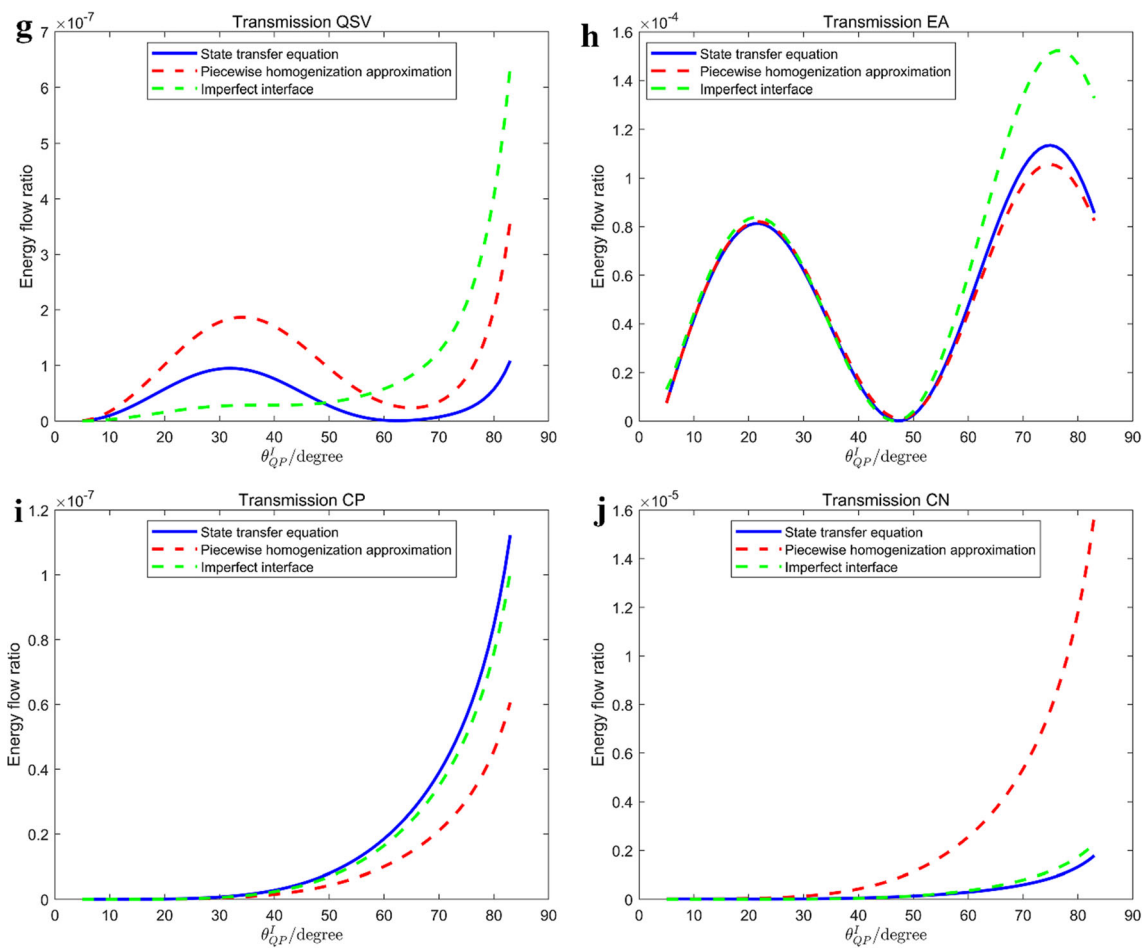 g
×10⁻⁷
Transmission QSV
State transfer equation
Piecewise homogenization approximation
Imperfect interface
Energy flow ratio
7
6
5
4
3
2
1
0
0 10 20 30 40 50 60 70 80 90
θ_QP^I/degree
h
×10⁻⁴
Transmission EA
State transfer equation
Piecewise homogenization approximation
Imperfect interface
Energy flow ratio
1.6
1.4
1.2
1
0.8
0.6
0.4
0.2
0
0 10 20 30 40 50 60 70 80 90
θ_QP^I/degree
i
×10⁻⁷
Transmission CP
State transfer equation
Piecewise homogenization approximation
Imperfect interface
Energy flow ratio
1.2
1
0.8
0.6
0.4
0.2
0
0 10 20 30 40 50 60 70 80 90
θ_QP^I/degree
j
×10⁻⁵
Transmission CN
State transfer equation
Piecewise homogenization approximation
Imperfect interface
Energy flow ratio
1.6
1.4
1.2
1
0.8
0.6
0.4
0.2
0
0 10 20 30 40 50 60 70 80 90
θ_QP^I/degree